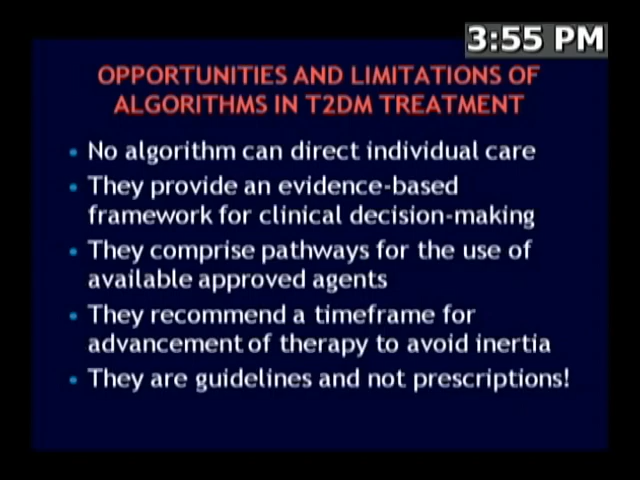 3:55 PM
OPPORTUNITIES AND LIMITATIONS OF
ALGORITHMS IN T2DM TREATMENT
• No algorithm can direct individual care
• They provide an evidence-based
framework for clinical decision-making
• They comprise pathways for the use of
available approved agents
• They recommend a timeframe for
advancement of therapy to avoid inertia
• They are guidelines and not prescriptions!